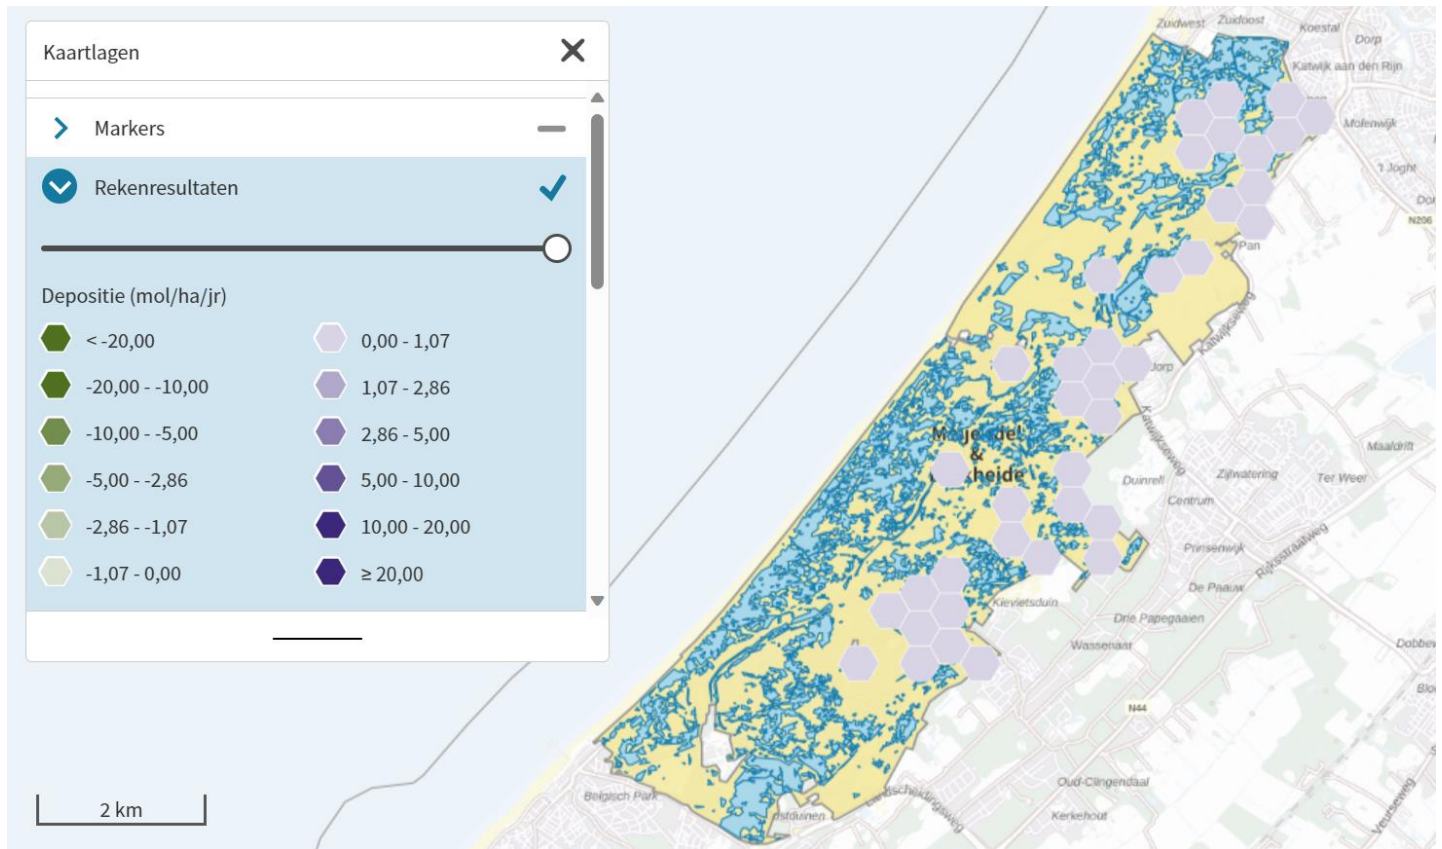 Kaartlagen
Markers
Rekenresultaten
Depositie (mol/ha/jr)
< -20,00
-20,00 - -10,00
-10,00 - -5,00
-5,00 - -2,86
-2,86 - -1,07
-1,07 - 0,00
0,00 - 1,07
1,07 - 2,86
2,86 - 5,00
5,00 - 10,00
10,00 - 20,00
≥ 20,00
2 km
Zuidwest
Zuidoost
Koestal
Dorp
Katwijk aan den Rijn
Molenwijk
't Joght
N206
Pan
Katwijkseweg
Katwijkseweg
Maaldrift
Duinrell
Zijlwatering
Ter Weer
Centrum
Prinsenwijk
Rijksstraatweg
De Paauw
Kievietsduin
Drie Papegaaien
Wassenaar
N44
&
Oud-Clingendaal
Kerkehout
Belgisch Park
Veurseweg